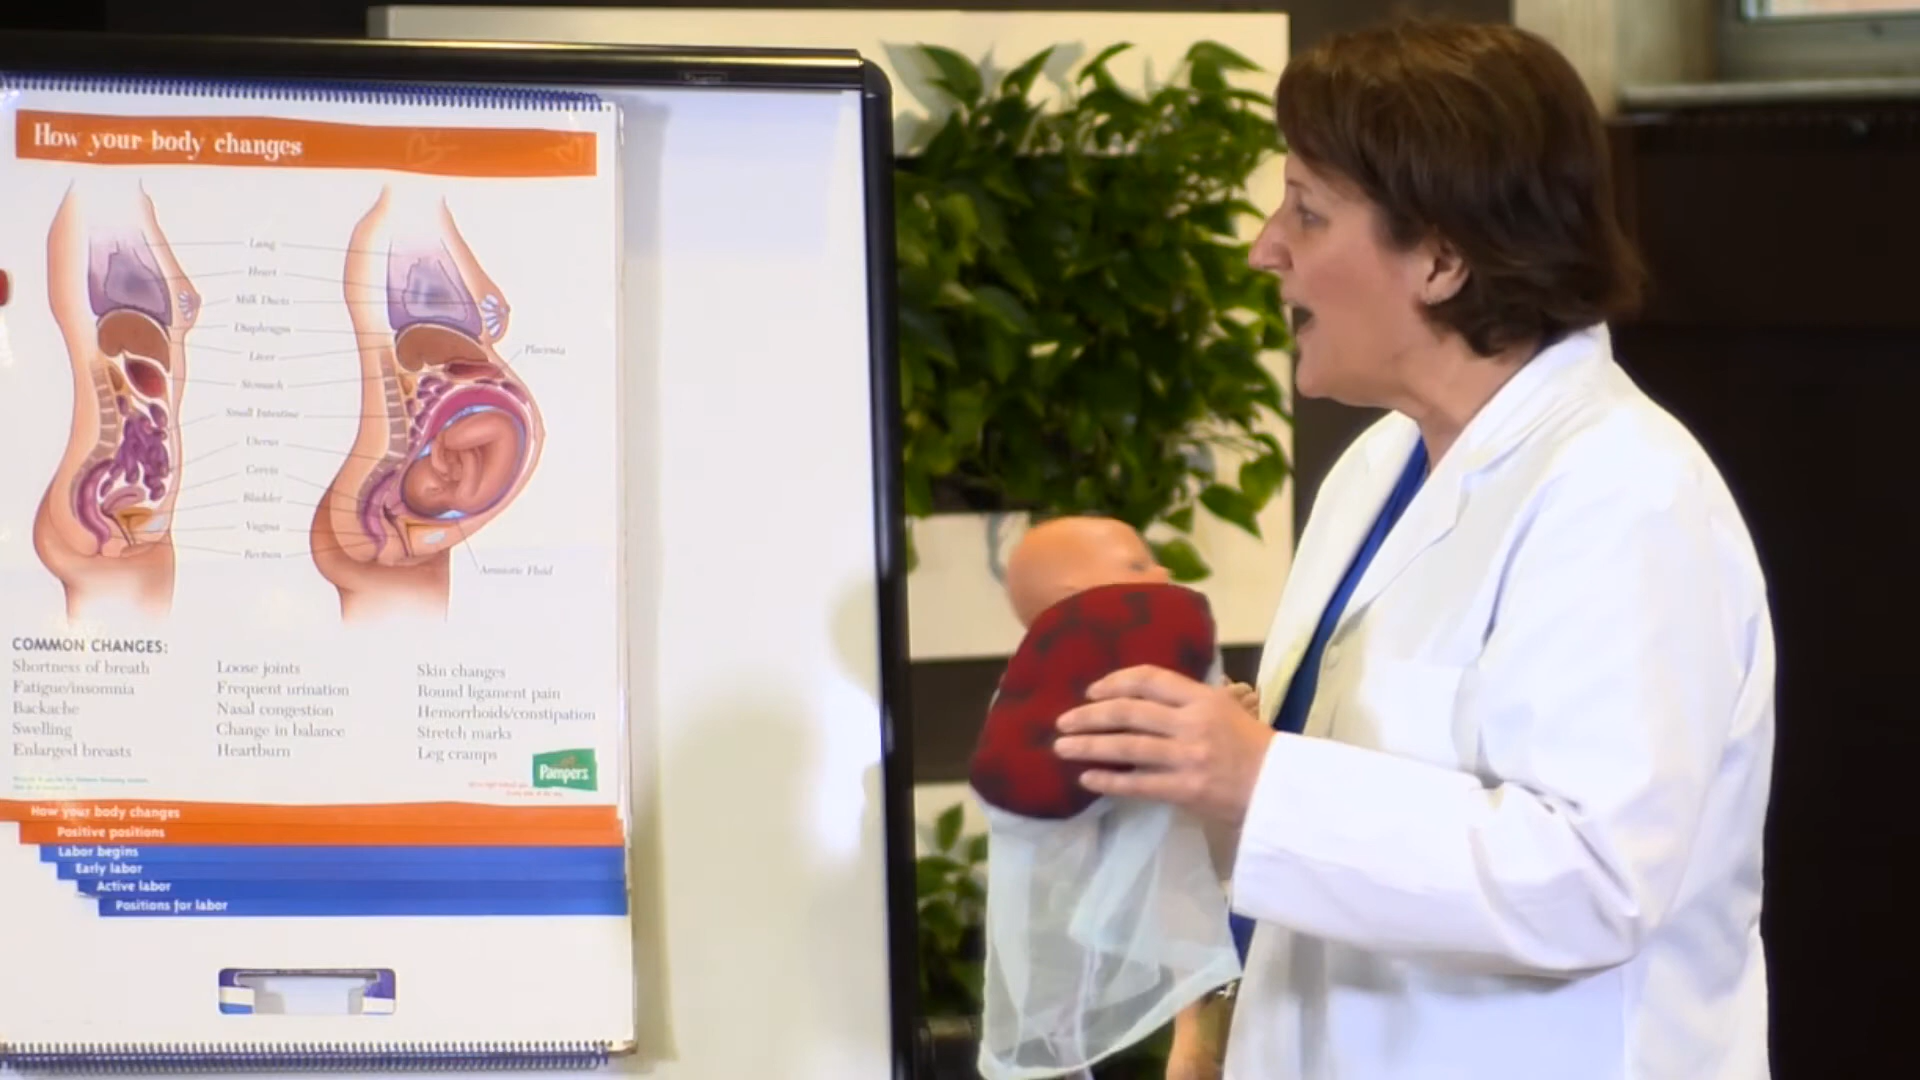 How your body changes
Lung
Heart
Milk Ducts
Diaphragm
Liver
Placenta
Stomach
Small Intestine
Uterus
Cervix
Bladder
Vagina
Rectum
Amniotic Fluid
COMMON CHANGES:
Shortness of breath
Fatigue/insomnia
Backache
Swelling
Enlarged breasts
Loose joints
Frequent urination
Nasal congestion
Change in balance
Heartburn
Skin changes
Round ligament pain
Hemorrhoids/constipation
Stretch marks
Leg cramps
Pampers
How your body changes
Positive positions
Labor begins
Early labor
Active labor
Positions for labor